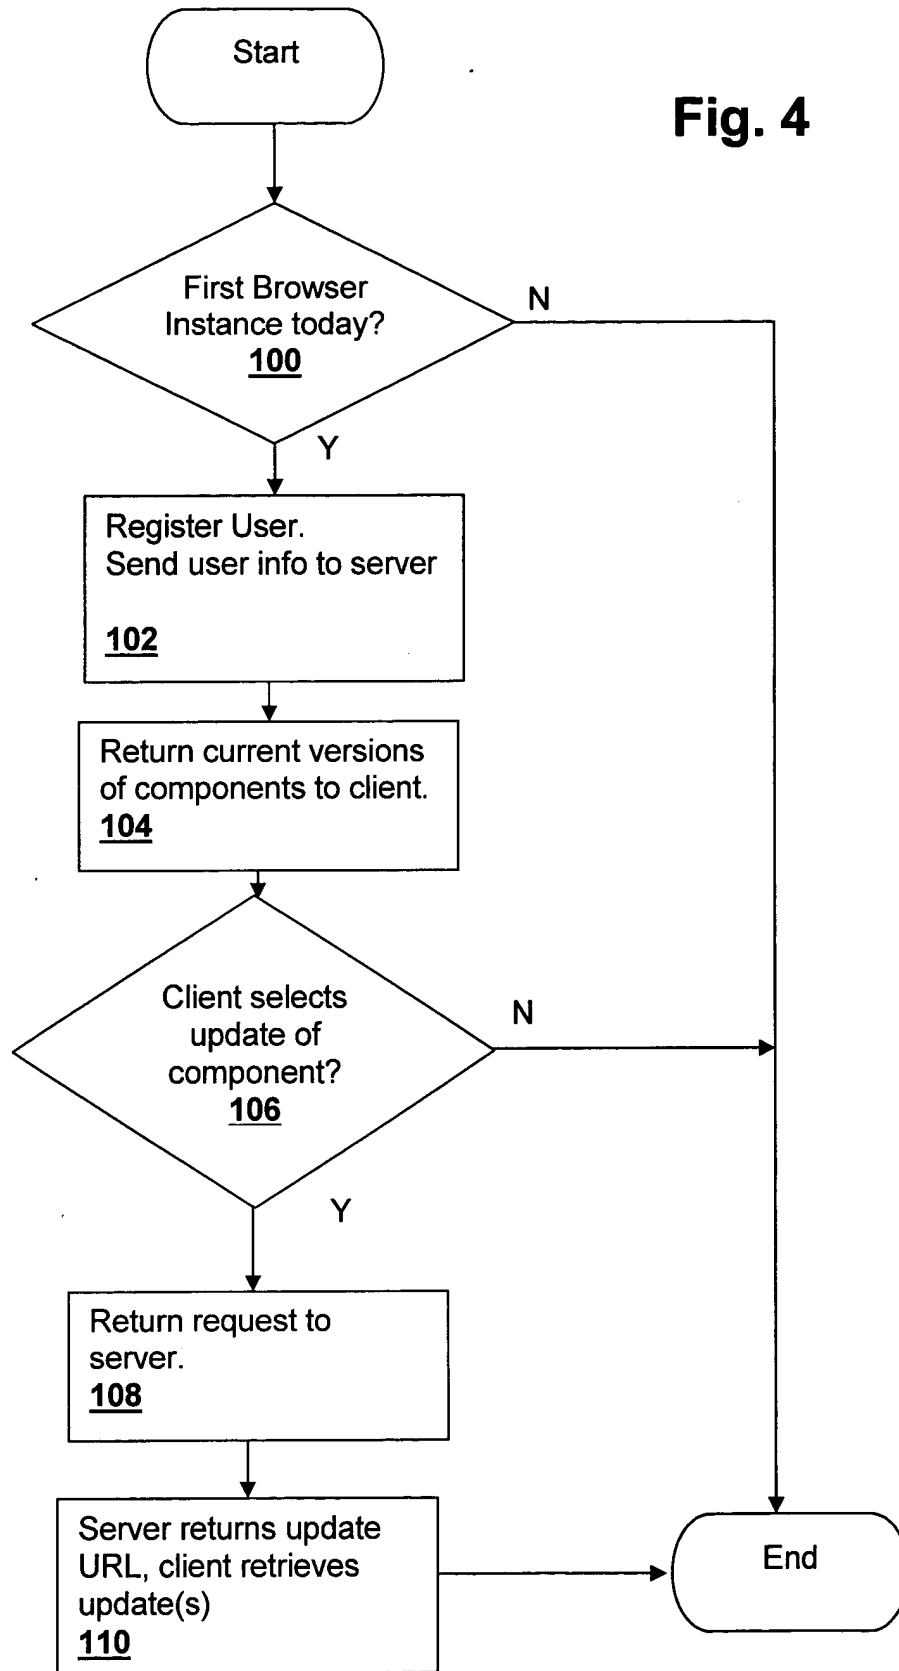 Start
Fig. 4
First Browser
Instance today?
100
N
Y
Register User.
Send user info to server
102
Return current versions
of components to client.
104
Client selects
update of
component?
106
N
Y
Return request to
server.
108
Server returns update
URL, client retrieves
update(s)
110
End